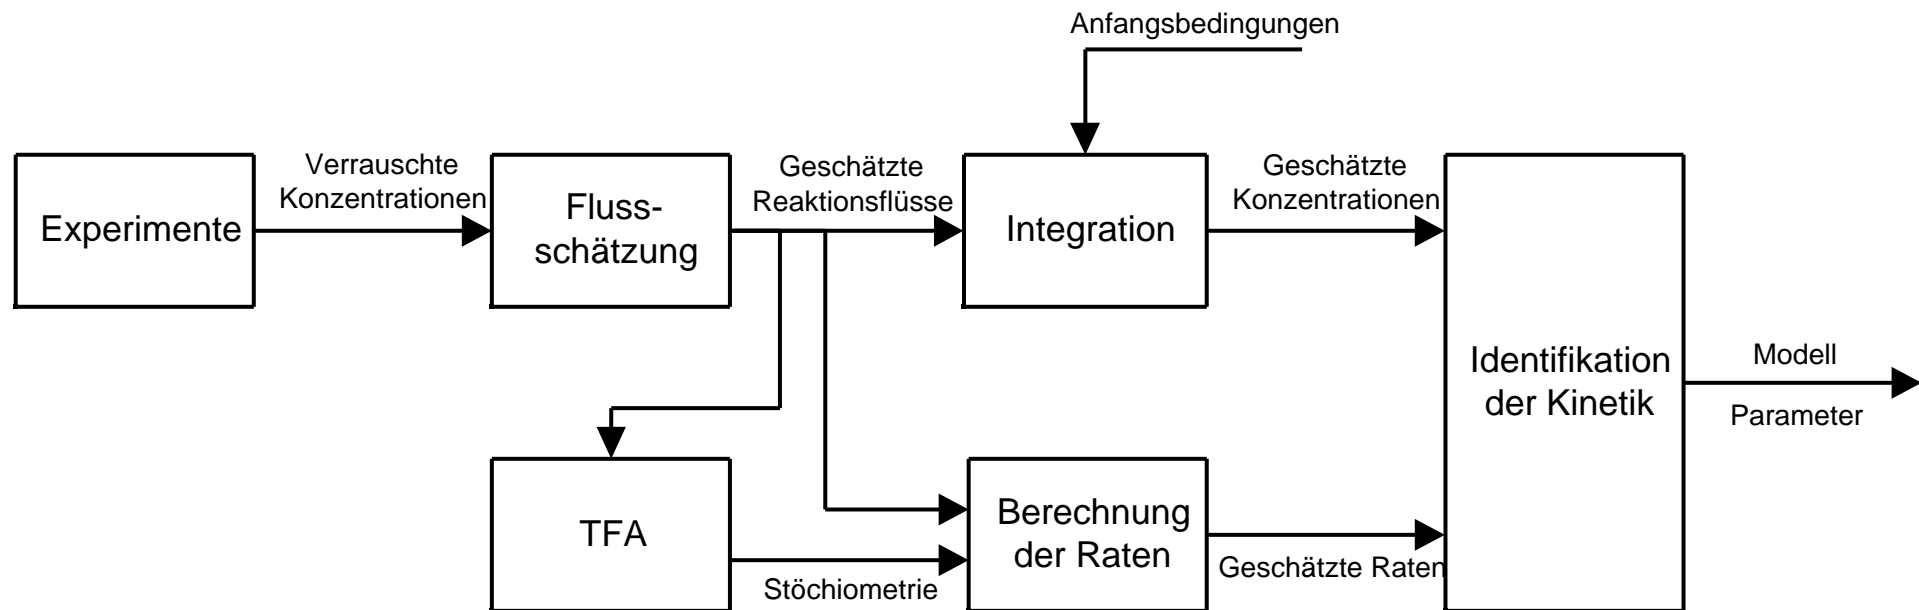 Anfangsbedingungen
Experimente
Verrauschte
Konzentrationen
Fluss-
schätzung
Geschätzte
Reaktionsflüsse
Integration
Geschätzte
Konzentrationen
Identifikation
der Kinetik
Modell
Parameter
TFA
Stöchiometrie
Berechnung
der Raten
Geschätzte Raten